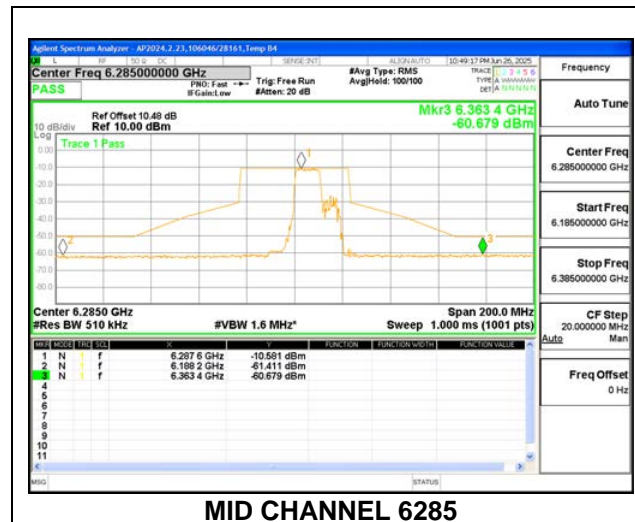 Agilent Spectrum Analyzer - AP2024.2.23,106046/28161,Temp B4
L RF 50 Ω DC SENSE:INT ALIGN AUTO 10:49:17 PM Jun 26, 2025
Center Freq 6.285000000 GHz #Avg Type: RMS TRACE 1 2 3 4 5 6
PASS PNO: Fast Trig: Free Run Avg|Hold: 100/100 TYPE
IFGain:Low #Atten: 20 dB DET A N N N N N
Frequency
Auto Tune
Center Freq
6.285000000 GHz
Start Freq
6.185000000 GHz
Stop Freq
6.385000000 GHz
CF Step
20.000000 MHz
Auto Man
Freq Offset
0 Hz
Mkr3 6.363 4 GHz
-60.679 dBm
Ref Offset 10.48 dB
10 dB/div Ref 10.00 dBm
Log
Trace 1 Pass
0.00
-10.0
-20.0
-30.0
-40.0
-50.0
-60.0
-70.0
-80.0
1
2
3
Center 6.2850 GHz Span 200.0 MHz
#Res BW 510 kHz #VBW 1.6 MHz* Sweep 1.000 ms (1001 pts)
MKR MODE TRC SCL X Y FUNCTION FUNCTION WIDTH FUNCTION VALUE
1 N 1 f 6.287 6 GHz -10.581 dBm
2 N 1 f 6.188 2 GHz -61.411 dBm
3 N 1 f 6.363 4 GHz -60.679 dBm
4
5
6
7
8
9
10
11
MSG STATUS
MID CHANNEL 6285